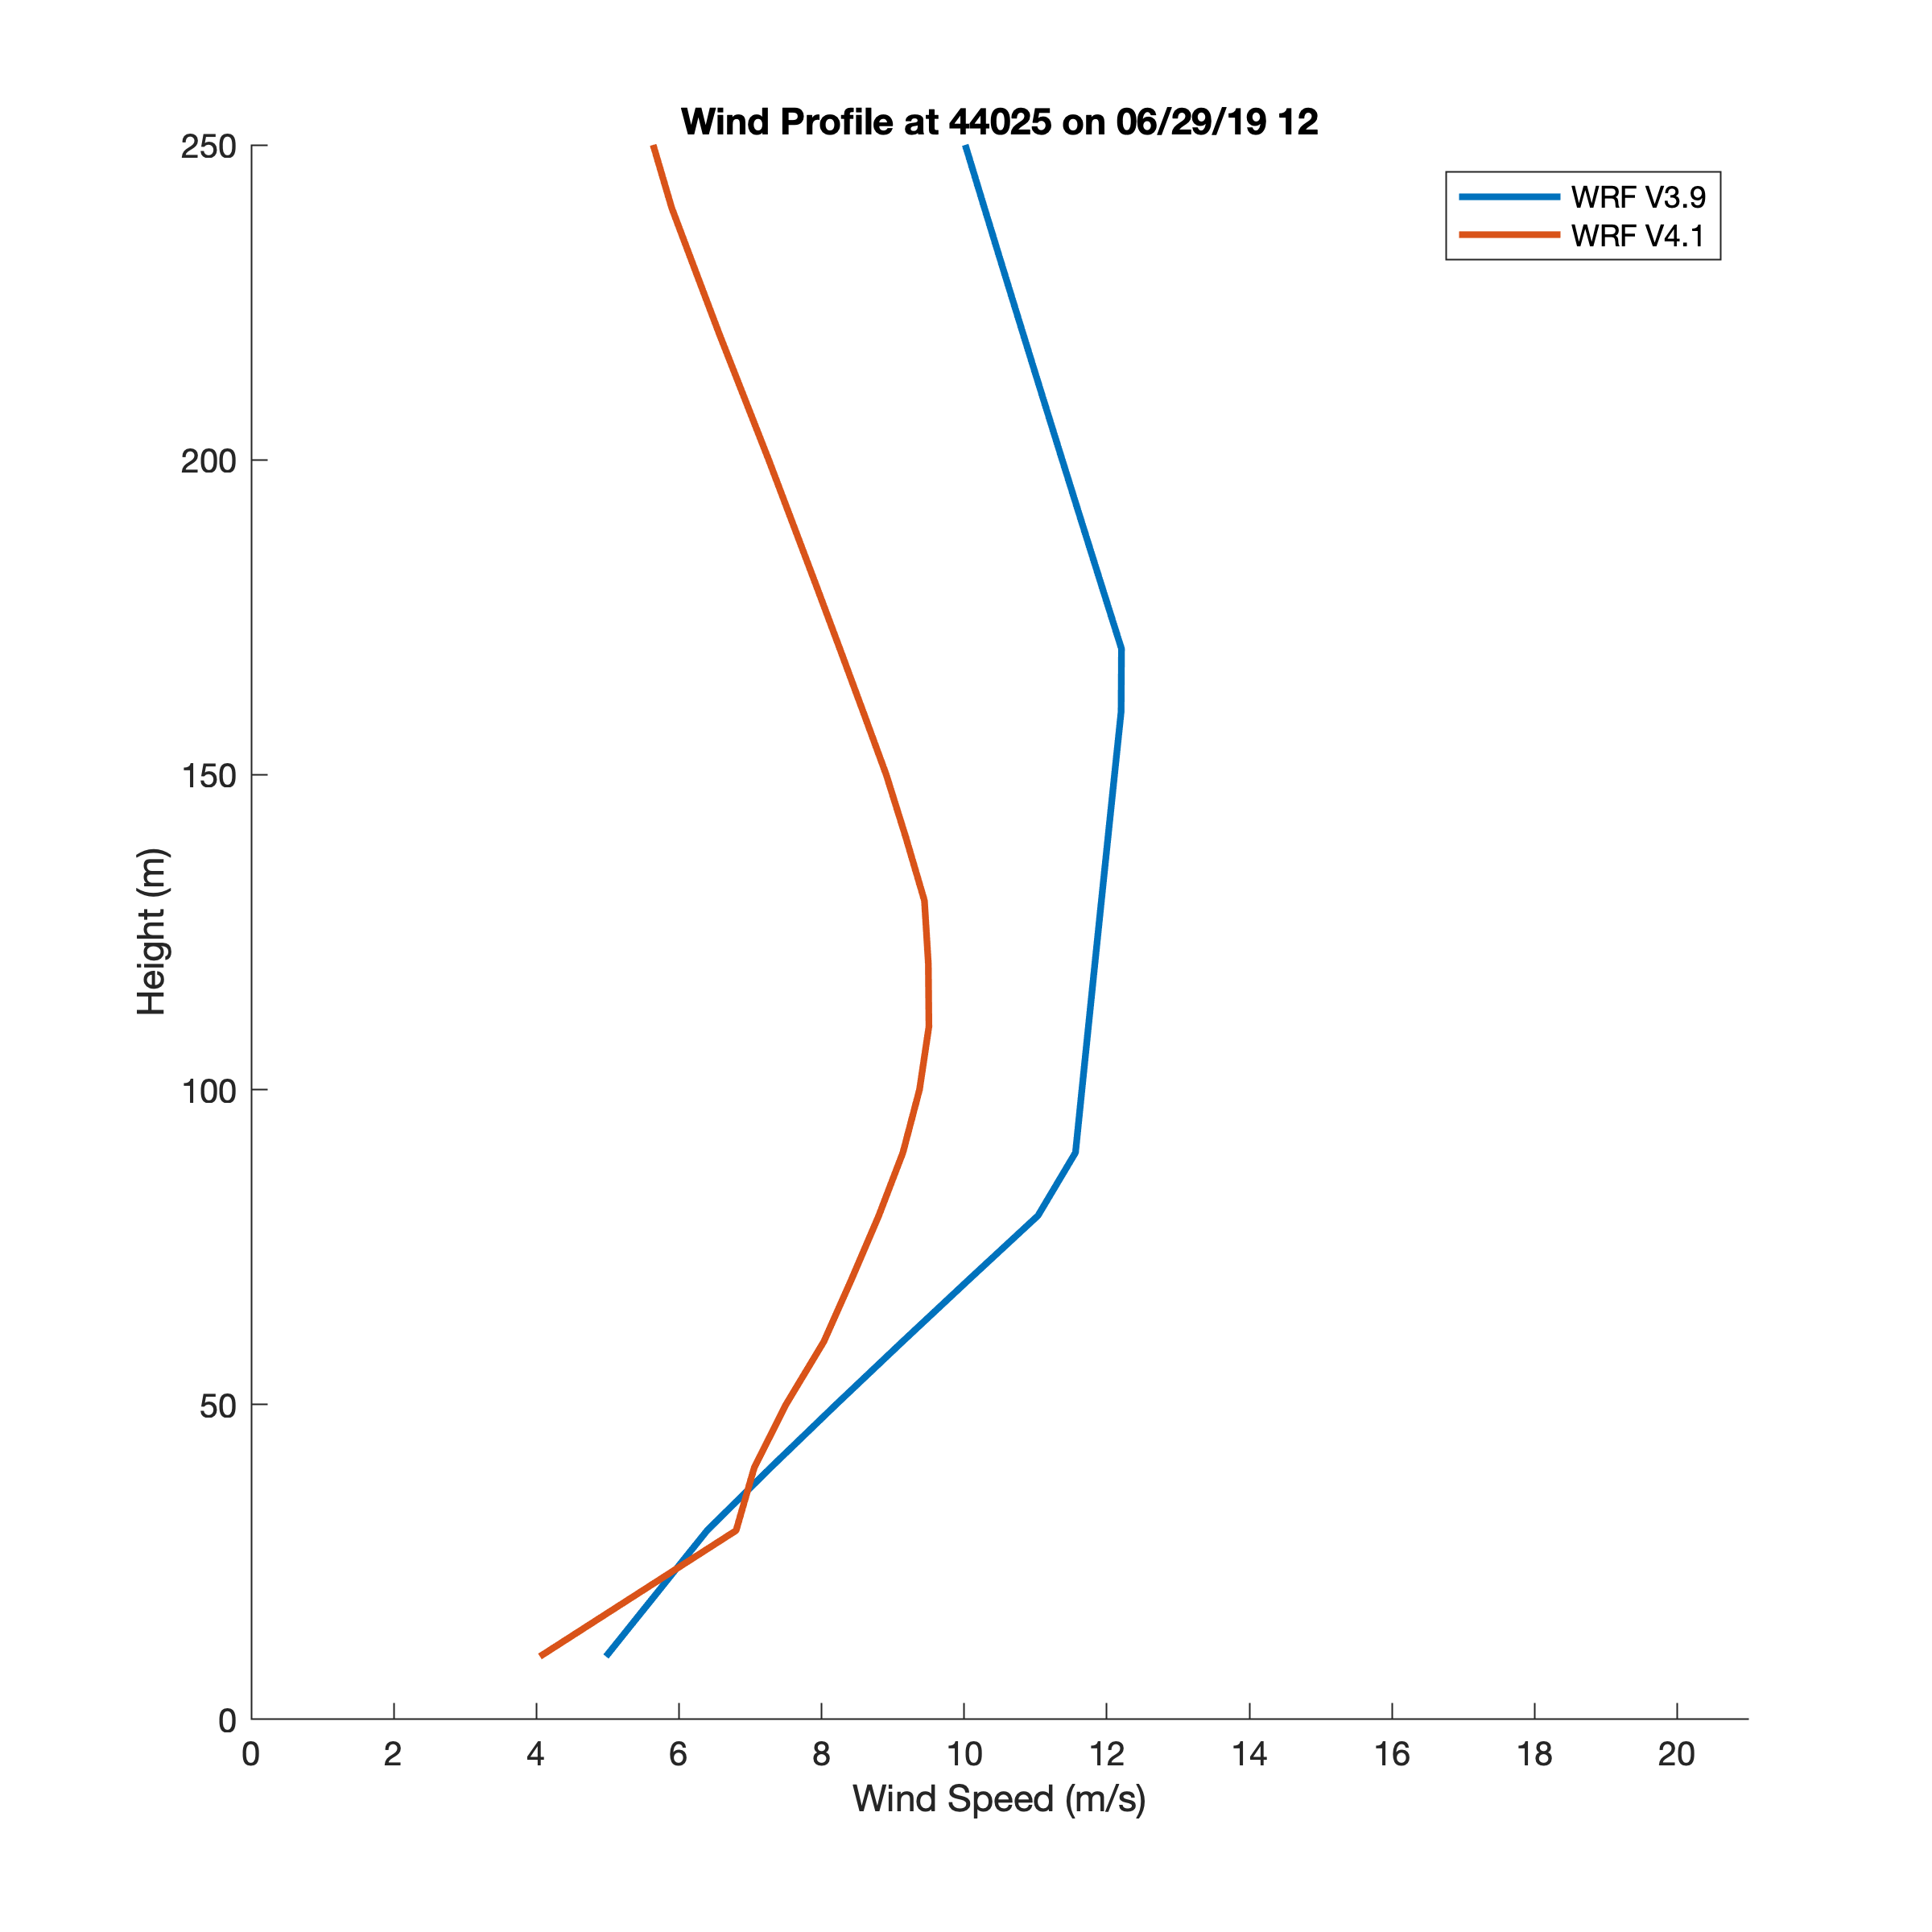 Wind Profile at 44025 on 06/29/19 12
WRF V3.9
WRF V4.1
250
200
150
100
50
0
Height (m)
0 2 4 6 8 10 12 14 16 18 20
Wind Speed (m/s)